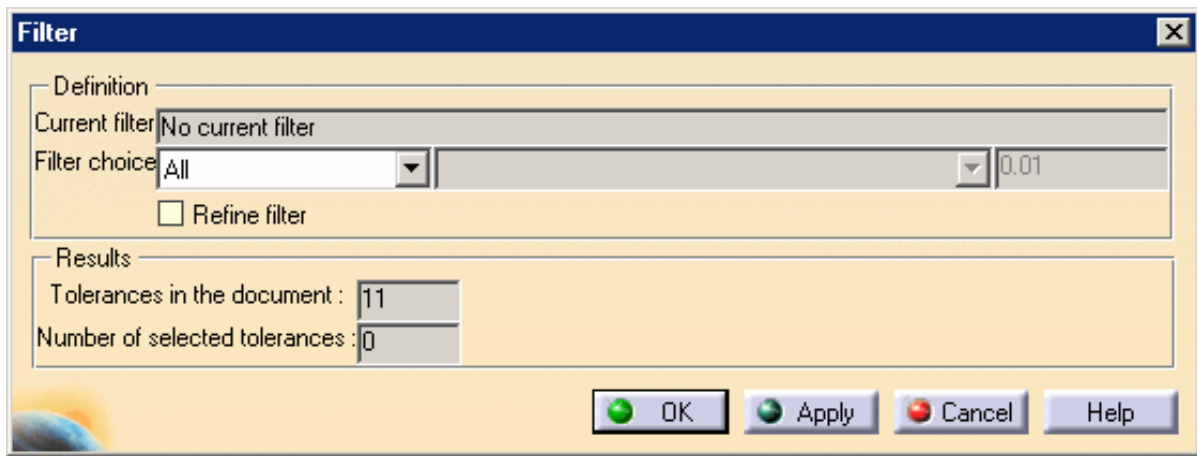 Filter
Definition
Current filter No current filter
Filter choice All 0.01
Refine filter
Results
Tolerances in the document : 11
Number of selected tolerances : 0
OK Apply Cancel Help